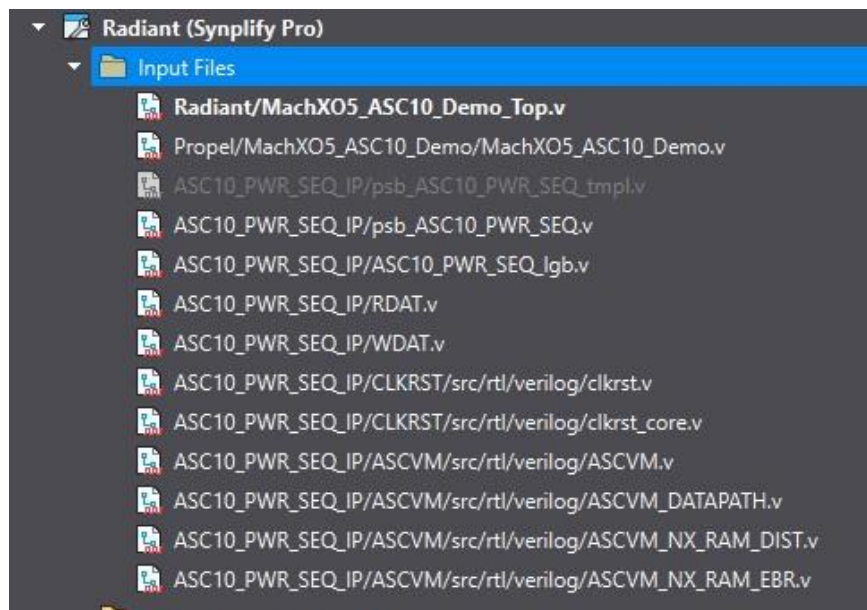 Radiant (Synplify Pro)
Input Files
Radiant/MachXO5_ASC10_Demo_Top.v
Propel/MachXO5_ASC10_Demo/MachXO5_ASC10_Demo.v
ASC10_PWR_SEQ_IP/psb_ASC10_PWR_SEQ_tmpl.v
ASC10_PWR_SEQ_IP/psb_ASC10_PWR_SEQ.v
ASC10_PWR_SEQ_IP/ASC10_PWR_SEQ_lgb.v
ASC10_PWR_SEQ_IP/RDAT.v
ASC10_PWR_SEQ_IP/WDAT.v
ASC10_PWR_SEQ_IP/CLKRST/src/rtl/verilog/clkrst.v
ASC10_PWR_SEQ_IP/CLKRST/src/rtl/verilog/clkrst_core.v
ASC10_PWR_SEQ_IP/ASCVM/src/rtl/verilog/ASCVM.v
ASC10_PWR_SEQ_IP/ASCVM/src/rtl/verilog/ASCVM_DATAPATH.v
ASC10_PWR_SEQ_IP/ASCVM/src/rtl/verilog/ASCVM_NX_RAM_DIST.v
ASC10_PWR_SEQ_IP/ASCVM/src/rtl/verilog/ASCVM_NX_RAM_EBR.v